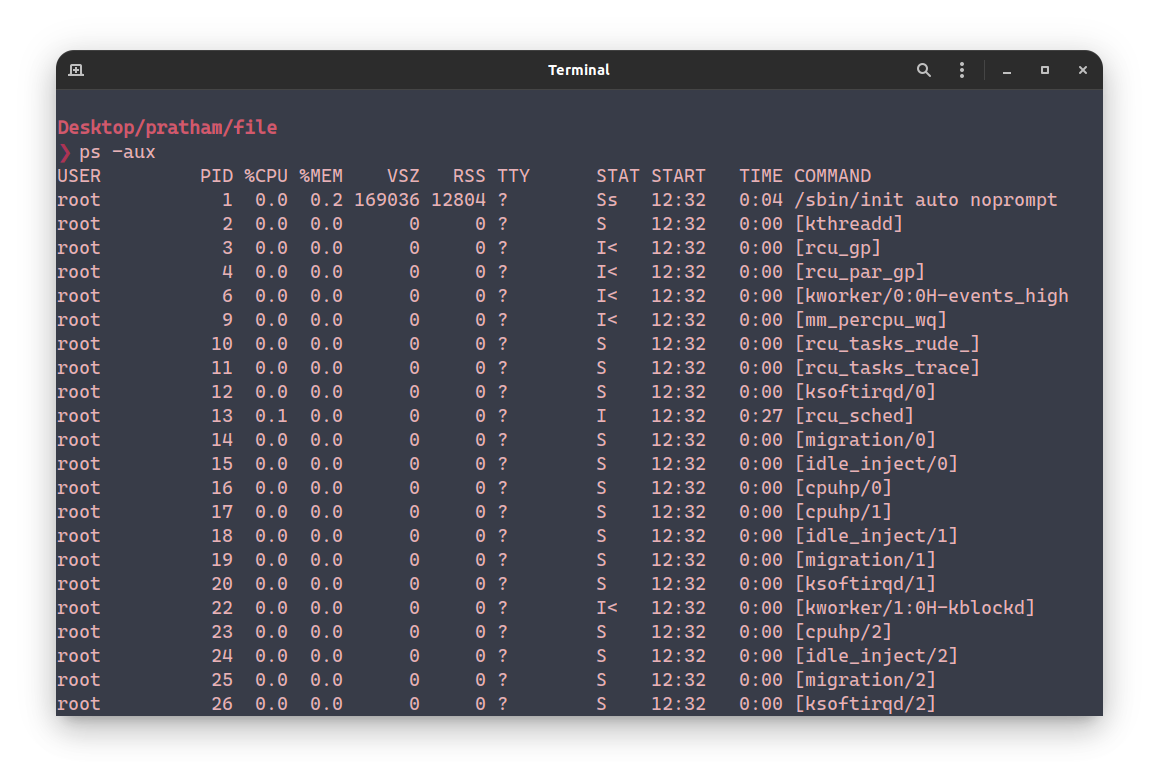 Terminal
Desktop/pratham/file
❯ ps -aux
USER         PID %CPU %MEM    VSZ   RSS TTY      STAT START   TIME COMMAND
root           1  0.0  0.2 169036 12804 ?        Ss   12:32   0:04 /sbin/init auto noprompt
root           2  0.0  0.0      0     0 ?        S    12:32   0:00 [kthreadd]
root           3  0.0  0.0      0     0 ?        I<   12:32   0:00 [rcu_gp]
root           4  0.0  0.0      0     0 ?        I<   12:32   0:00 [rcu_par_gp]
root           6  0.0  0.0      0     0 ?        I<   12:32   0:00 [kworker/0:0H-events_high
root           9  0.0  0.0      0     0 ?        I<   12:32   0:00 [mm_percpu_wq]
root          10  0.0  0.0      0     0 ?        S    12:32   0:00 [rcu_tasks_rude_]
root          11  0.0  0.0      0     0 ?        S    12:32   0:00 [rcu_tasks_trace]
root          12  0.0  0.0      0     0 ?        S    12:32   0:00 [ksoftirqd/0]
root          13  0.1  0.0      0     0 ?        I    12:32   0:27 [rcu_sched]
root          14  0.0  0.0      0     0 ?        S    12:32   0:00 [migration/0]
root          15  0.0  0.0      0     0 ?        S    12:32   0:00 [idle_inject/0]
root          16  0.0  0.0      0     0 ?        S    12:32   0:00 [cpuhp/0]
root          17  0.0  0.0      0     0 ?        S    12:32   0:00 [cpuhp/1]
root          18  0.0  0.0      0     0 ?        S    12:32   0:00 [idle_inject/1]
root          19  0.0  0.0      0     0 ?        S    12:32   0:00 [migration/1]
root          20  0.0  0.0      0     0 ?        S    12:32   0:00 [ksoftirqd/1]
root          22  0.0  0.0      0     0 ?        I<   12:32   0:00 [kworker/1:0H-kblockd]
root          23  0.0  0.0      0     0 ?        S    12:32   0:00 [cpuhp/2]
root          24  0.0  0.0      0     0 ?        S    12:32   0:00 [idle_inject/2]
root          25  0.0  0.0      0     0 ?        S    12:32   0:00 [migration/2]
root          26  0.0  0.0      0     0 ?        S    12:32   0:00 [ksoftirqd/2]